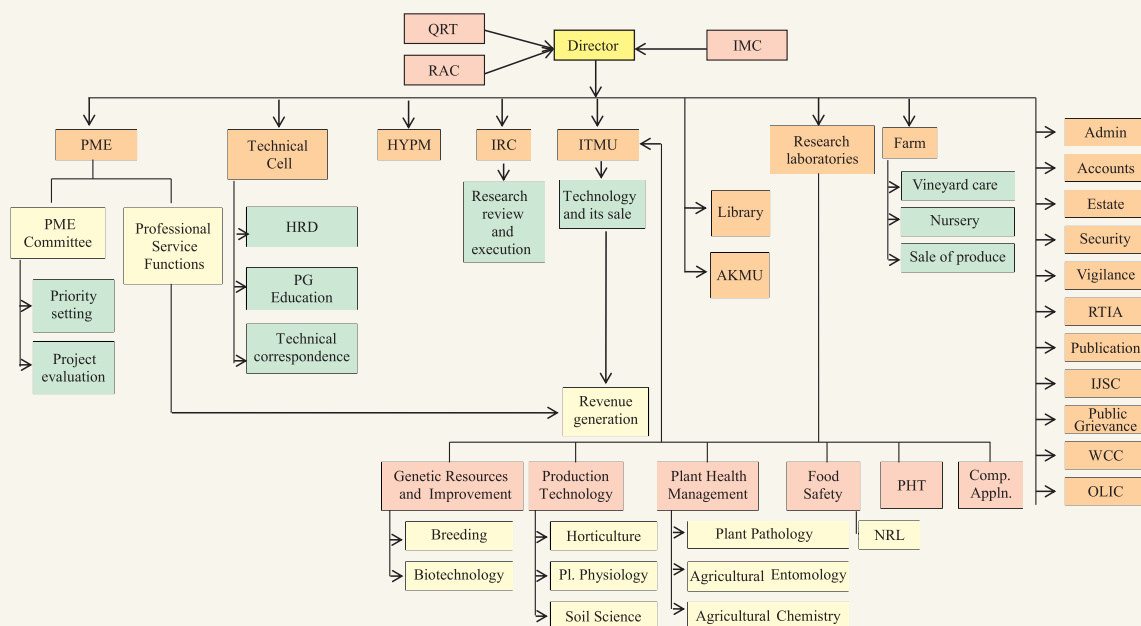 QRT
RAC
Director
IMC
PME
Technical
Cell
HYPM
IRC
ITMU
Research
laboratories
Farm
Library
AKMU
Admin
Accounts
Estate
Security
Vigilance
RTIA
Publication
IJSC
Public
Grievance
WCC
OLIC
PME
Committee
Professional
Service
Functions
Priority
setting
Project
evaluation
HRD
PG
Education
Technical
correspondence
Research
review
and
execution
Technology
and its sale
Vineyard care
Nursery
Sale of produce
Revenue
generation
Genetic Resources
and Improvement
Production
Technology
Plant Health
Management
Food
Safety
PHT
Comp.
Appln.
Breeding
Biotechnology
Horticulture
Pl. Physiology
Soil Science
Plant Pathology
Agricultural Entomology
Agricultural Chemistry
NRL